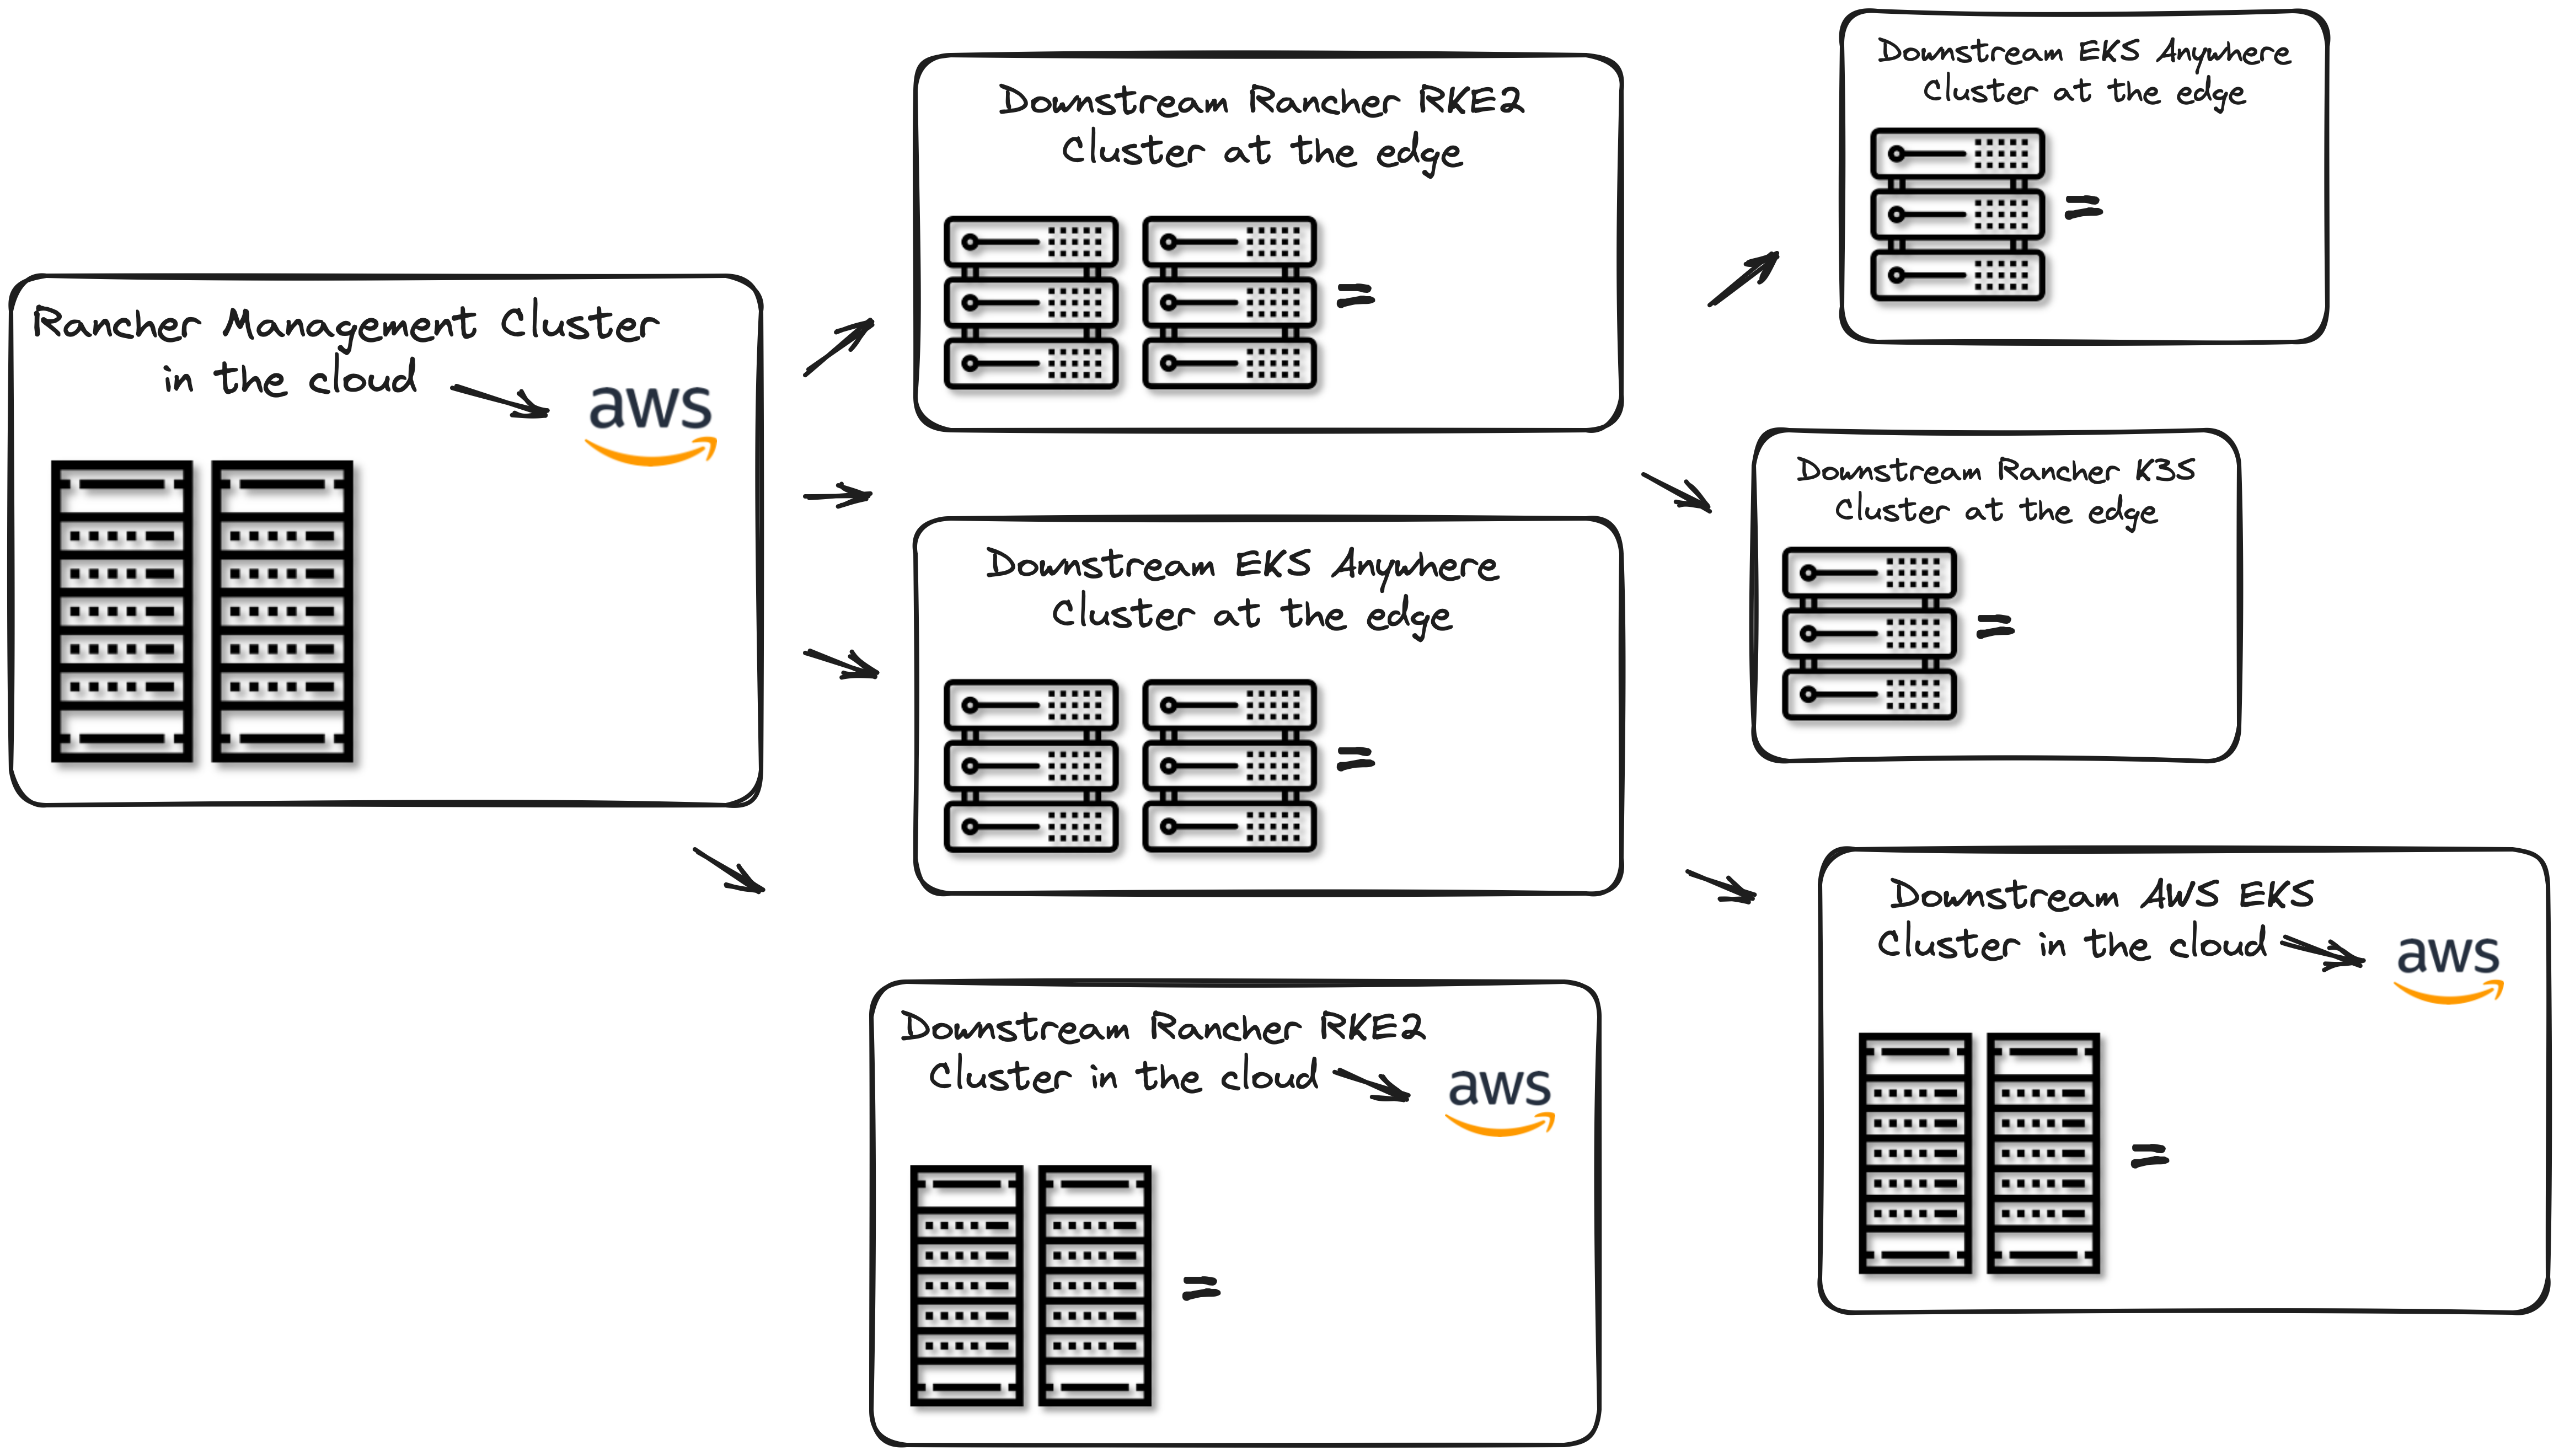 Rancher Management Cluster
in the cloud
aws
Downstream Rancher RKE2
Cluster at the edge
=
Downstream EKS Anywhere
Cluster at the edge
=
Downstream Rancher RKE2
Cluster in the cloud
aws
=
Downstream EKS Anywhere
Cluster at the edge
=
Downstream Rancher K3S
Cluster at the edge
=
Downstream AWS EKS
Cluster in the cloud
aws
=